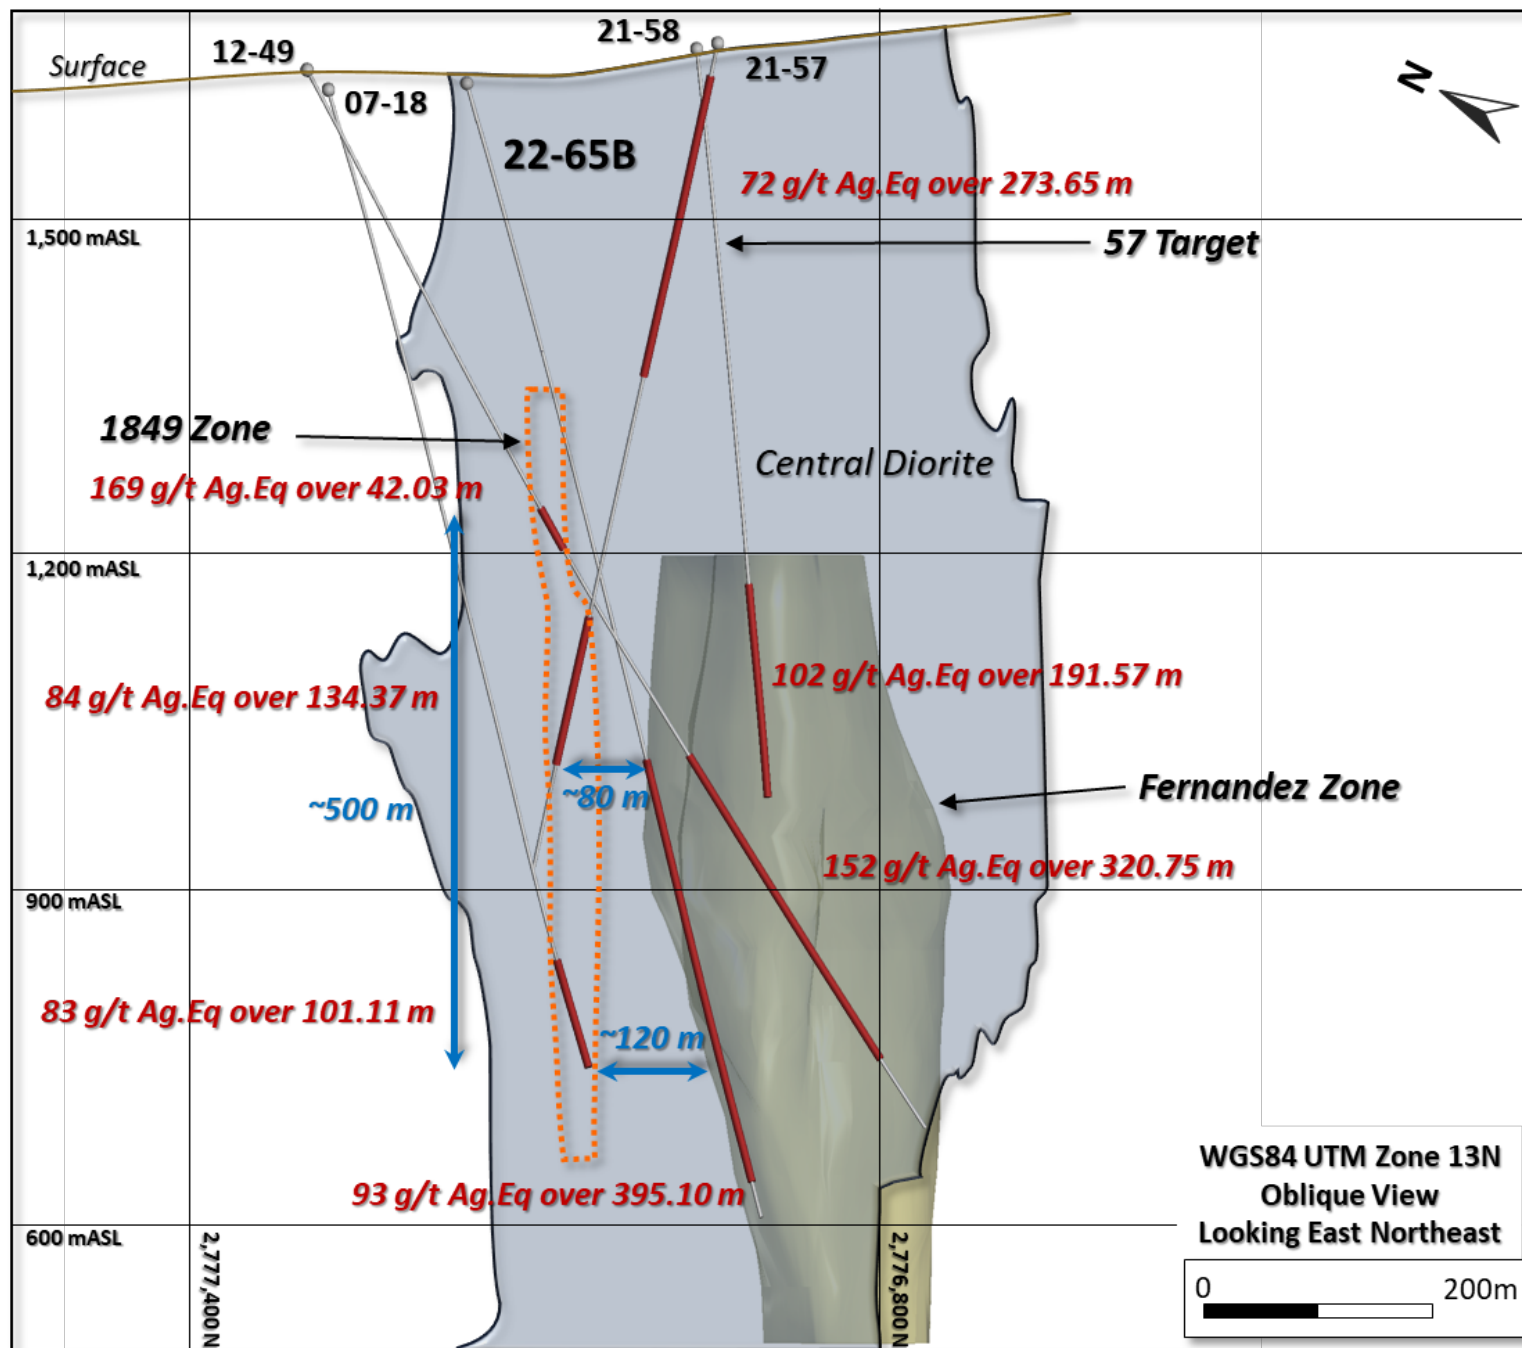 21-58
12-49
Surface
21-57
N
07-18
22-65B
72 g/t Ag.Eq over 273.65 m
1,500 mASL
57 Target
1849 Zone
Central Diorite
169 g/t Ag.Eq over 42.03 m
1,200 mASL
102 g/t Ag.Eq over 191.57 m
84 g/t Ag.Eq over 134.37 m
~80 m
~500 m
Fernandez Zone
152 g/t Ag.Eq over 320.75 m
900 mASL
83 g/t Ag.Eq over 101.11 m
~120 m
93 g/t Ag.Eq over 395.10 m
600 mASL
2,777,400 N
2,776,800 N
WGS84 UTM Zone 13N
Oblique View
Looking East Northeast
0 200m